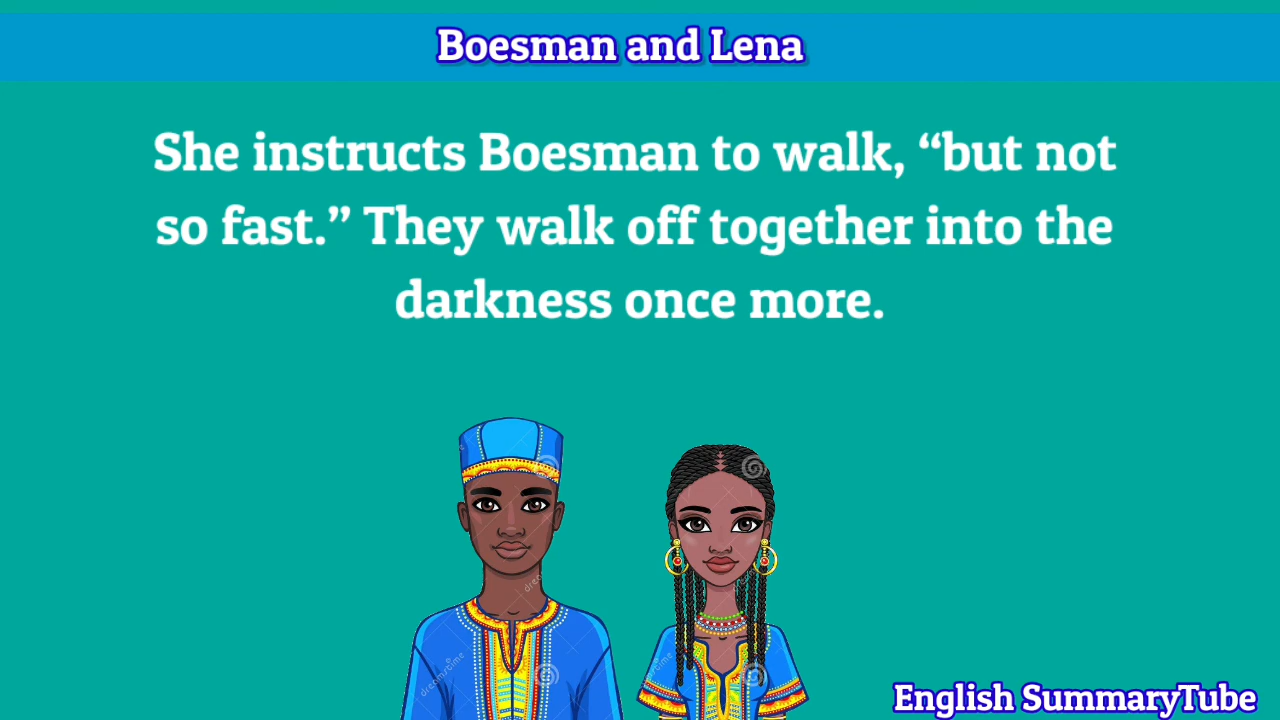 Boesman and Lena
She instructs Boesman to walk, “but not
so fast.” They walk off together into the
darkness once more.
dreamstime
English SummaryTube